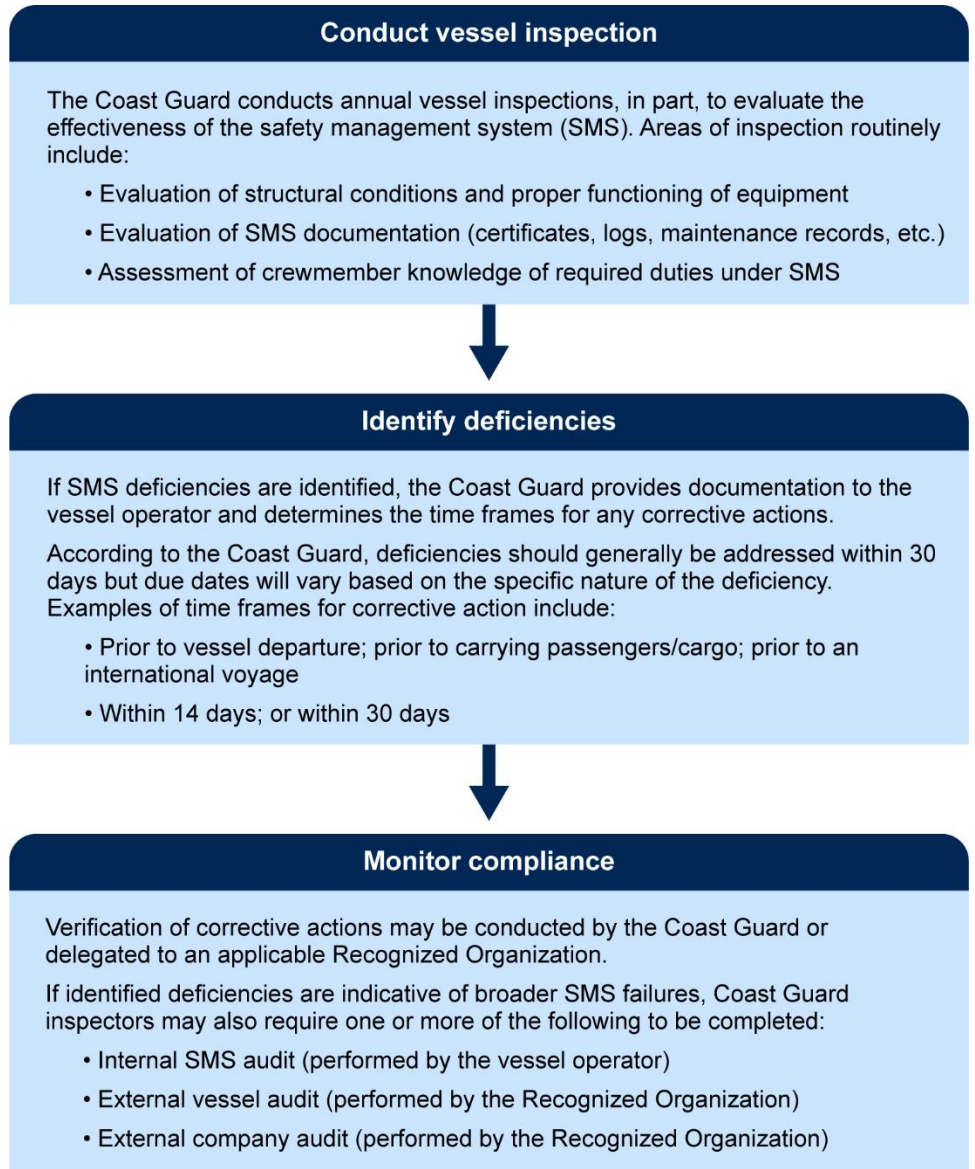 Conduct vessel inspection
The Coast Guard conducts annual vessel inspections, in part, to evaluate the
effectiveness of the safety management system (SMS). Areas of inspection routinely
include:
• Evaluation of structural conditions and proper functioning of equipment
• Evaluation of SMS documentation (certificates, logs, maintenance records, etc.)
• Assessment of crewmember knowledge of required duties under SMS
Identify deficiencies
If SMS deficiencies are identified, the Coast Guard provides documentation to the
vessel operator and determines the time frames for any corrective actions.
According to the Coast Guard, deficiencies should generally be addressed within 30
days but due dates will vary based on the specific nature of the deficiency.
Examples of time frames for corrective action include:
• Prior to vessel departure; prior to carrying passengers/cargo; prior to an
international voyage
• Within 14 days; or within 30 days
Monitor compliance
Verification of corrective actions may be conducted by the Coast Guard or
delegated to an applicable Recognized Organization.
If identified deficiencies are indicative of broader SMS failures, Coast Guard
inspectors may also require one or more of the following to be completed:
• Internal SMS audit (performed by the vessel operator)
• External vessel audit (performed by the Recognized Organization)
• External company audit (performed by the Recognized Organization)